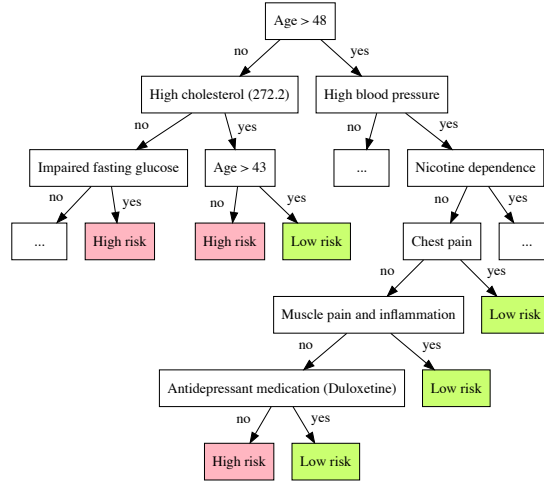 Age > 48
no
yes
High cholesterol (272.2)
High blood pressure
no
yes
no
yes
Impaired fasting glucose
Age > 43
...
Nicotine dependence
no
yes
no
yes
no
yes
...
High risk
High risk
Low risk
Chest pain
...
no
yes
Muscle pain and inflammation
Low risk
no
yes
Antidepressant medication (Duloxetine)
Low risk
no
yes
High risk
Low risk